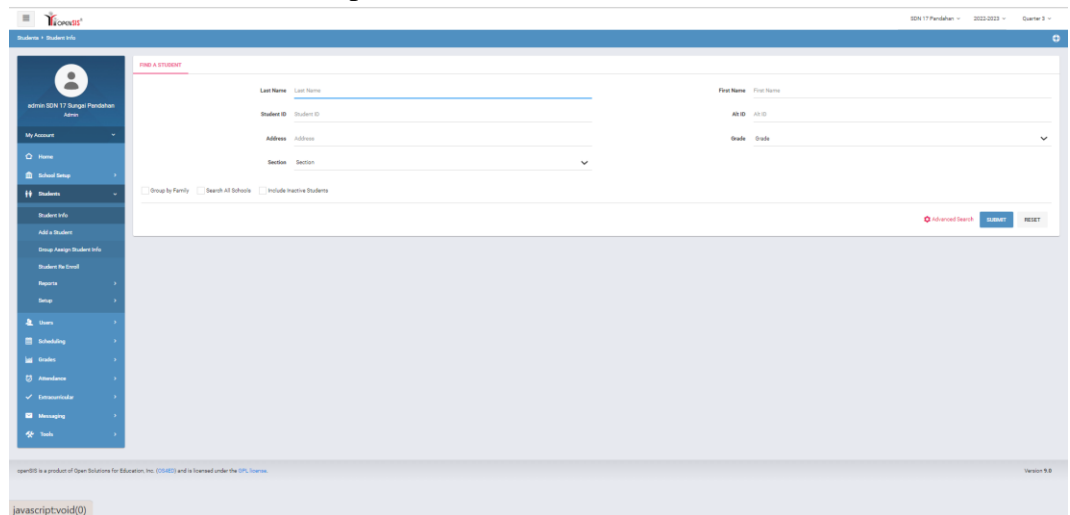 openSIS
SDN 17 Pandahan 2022-2023 Quarter 3
Students > Student Info
admin SDN 17 Sungai Pandahan
Admin
My Account
Home
School Setup
Students
Student Info
Add a Student
Group Assign Student Info
Student Re Enroll
Reports
Setup
Users
Scheduling
Grades
Attendance
Extracurricular
Messaging
Tools
FIND A STUDENT
Last Name Last Name First Name First Name
Student ID Student ID Alt ID Alt ID
Address Address Grade Grade
Section Section
Group by Family Search All Schools Include Inactive Students
Advanced Search SUBMIT RESET
openSIS is a product of Open Solutions for Education, Inc. (OS4ED) and is licensed under the GPL license. Version 9.0
javascript:void(0)